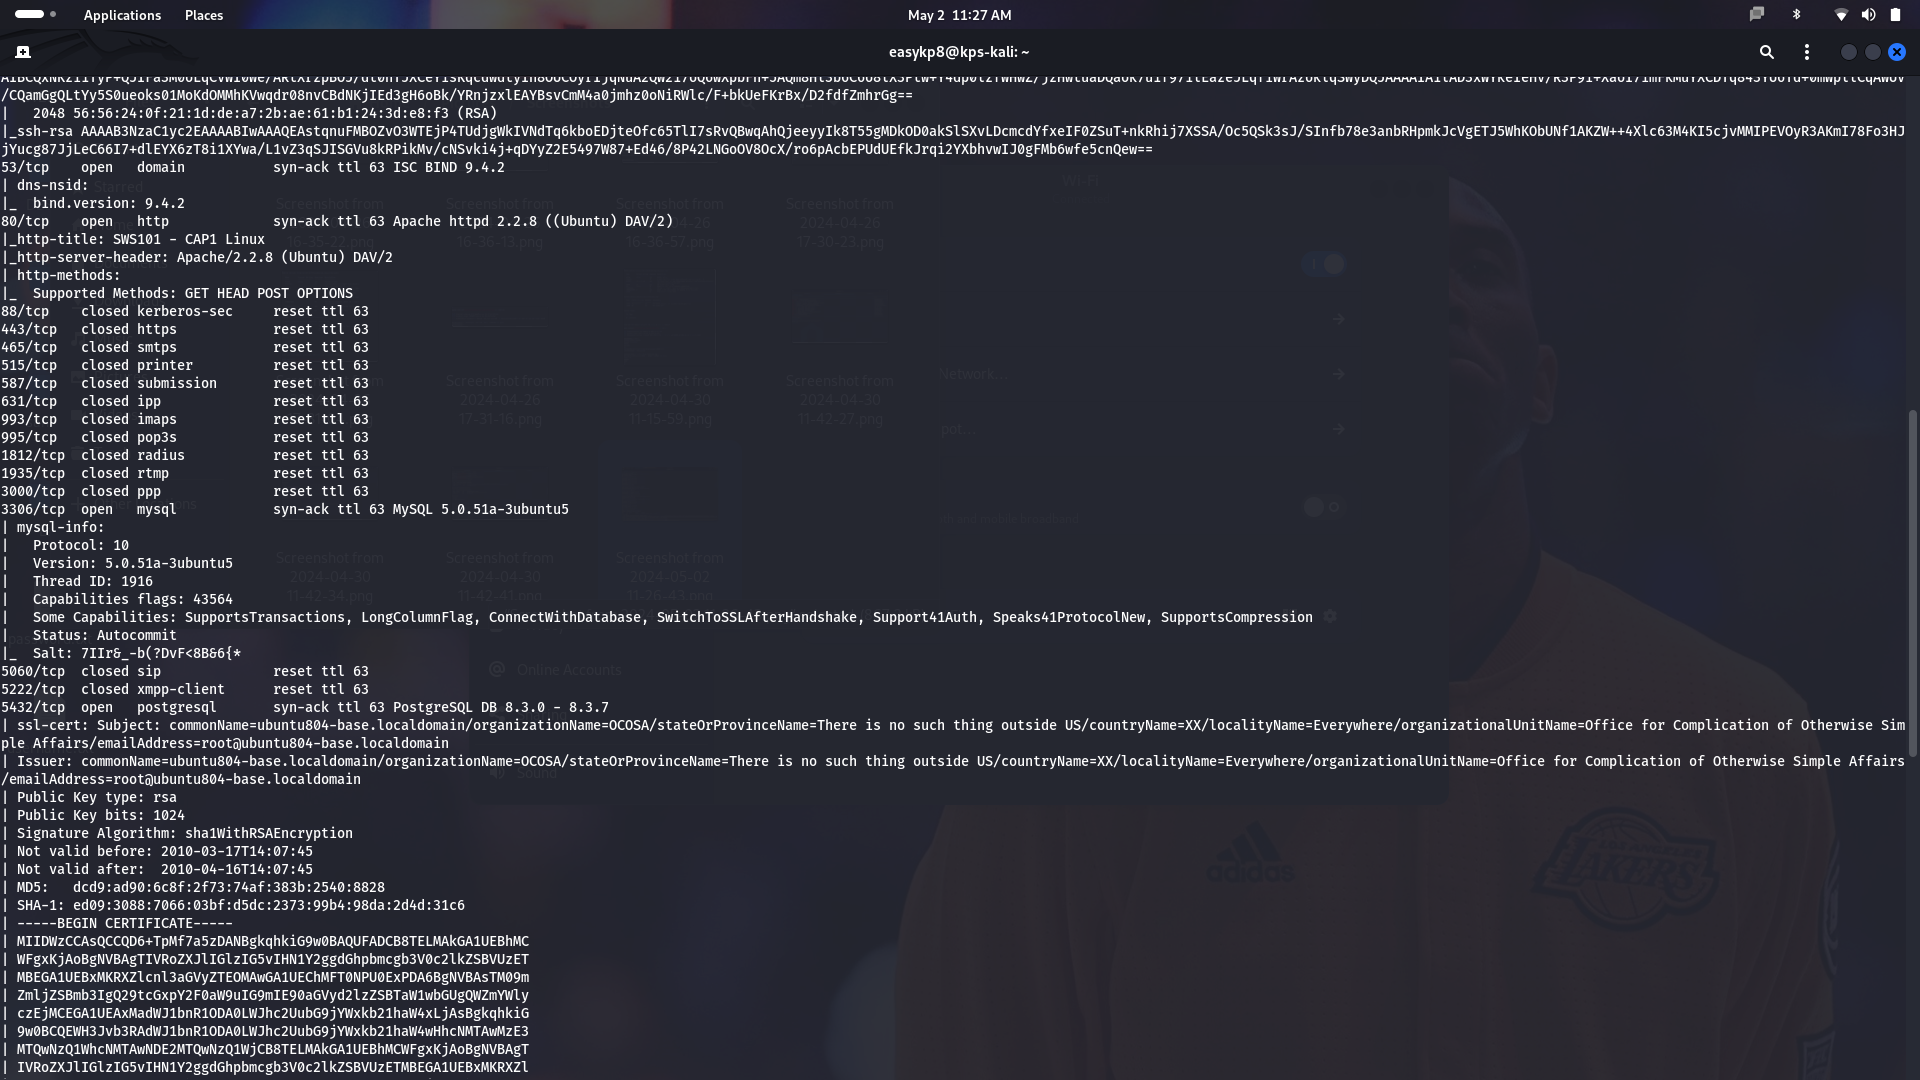 Applications Places May 2 11:27 AM
easykp8@kps-kali: ~
/CQamGgQLtYy5S0ueoks01MoKdOMMhKVwqdr08nvCBdNKjIEd3gH6oBk/YRnjzxlEAYBsvCmM4a0jmhz0oNiRWlc/F+bkUeFKrBx/D2fdfZmhrGg==
|   2048 56:56:24:0f:21:1d:de:a7:2b:ae:61:b1:24:3d:e8:f3 (RSA)
|_ssh-rsa AAAAB3NzaC1yc2EAAAABIwAAAQEAstqnuFMBOZvO3WTEjP4TUdjgWkIVNdTq6kboEDjteOfc65TlI7sRvQBwqAhQjeeyyIk8T55gMDkOD0akSlSXvLDcmcdYfxeIF0ZSuT+nkRhij7XSSA/Oc5QSk3sJ/SInfb78e3anbRHpmkJcVgETJ5WhKObUNf1AKZW++4Xlc63M4KI5cjvMMIPEVOyR3AKmI78Fo3HJ
jYucg87JjLeC66I7+dlEYX6zT8i1XYwa/L1vZ3qSJISGVu8kRPikMv/cNSvki4j+qDYyZ2E5497W87+Ed46/8P42LNGoOV8OcX/ro6pAcbEPUdUEfkJrqi2YXbhvwIJ0gFMb6wfe5cnQew==
53/tcp   open   domain           syn-ack ttl 63 ISC BIND 9.4.2
| dns-nsid:
|_  bind.version: 9.4.2
80/tcp   open   http             syn-ack ttl 63 Apache httpd 2.2.8 ((Ubuntu) DAV/2)
|_http-title: SWS101 - CAP1 Linux
|_http-server-header: Apache/2.2.8 (Ubuntu) DAV/2
| http-methods:
|_  Supported Methods: GET HEAD POST OPTIONS
88/tcp   closed kerberos-sec     reset ttl 63
443/tcp  closed https            reset ttl 63
465/tcp  closed smtps            reset ttl 63
515/tcp  closed printer          reset ttl 63
587/tcp  closed submission       reset ttl 63
631/tcp  closed ipp              reset ttl 63
993/tcp  closed imaps            reset ttl 63
995/tcp  closed pop3s            reset ttl 63
1812/tcp closed radius           reset ttl 63
1935/tcp closed rtmp             reset ttl 63
3000/tcp closed ppp              reset ttl 63
3306/tcp open   mysql            syn-ack ttl 63 MySQL 5.0.51a-3ubuntu5
| mysql-info:
|   Protocol: 10
|   Version: 5.0.51a-3ubuntu5
|   Thread ID: 1916
|   Capabilities flags: 43564
|   Some Capabilities: SupportsTransactions, LongColumnFlag, ConnectWithDatabase, SwitchToSSLAfterHandshake, Support41Auth, Speaks41ProtocolNew, SupportsCompression
|   Status: Autocommit
|_  Salt: 7IIr&_-b(?DvF<8B&6{*
5060/tcp closed sip              reset ttl 63
5222/tcp closed xmpp-client      reset ttl 63
5432/tcp open   postgresql       syn-ack ttl 63 PostgreSQL DB 8.3.0 - 8.3.7
| ssl-cert: Subject: commonName=ubuntu804-base.localdomain/organizationName=OCOSA/stateOrProvinceName=There is no such thing outside US/countryName=XX/localityName=Everywhere/organizationalUnitName=Office for Complication of Otherwise Sim
ple Affairs/emailAddress=root@ubuntu804-base.localdomain
| Issuer: commonName=ubuntu804-base.localdomain/organizationName=OCOSA/stateOrProvinceName=There is no such thing outside US/countryName=XX/localityName=Everywhere/organizationalUnitName=Office for Complication of Otherwise Simple Affairs
/emailAddress=root@ubuntu804-base.localdomain
| Public Key type: rsa
| Public Key bits: 1024
| Signature Algorithm: sha1WithRSAEncryption
| Not valid before: 2010-03-17T14:07:45
| Not valid after:  2010-04-16T14:07:45
| MD5:   dcd9:ad90:6c8f:2f73:74af:383b:2540:8828
| SHA-1: ed09:3088:7066:03bf:d5dc:2373:99b4:98da:2d4d:31c6
| -----BEGIN CERTIFICATE-----
| MIIDWzCCAsQCCQD6+TpMf7a5zDANBgkqhkiG9w0BAQUFADCB8TELMAkGA1UEBhMC
| WFgxKjAoBgNVBAgTIVRoZXJlIGlzIG5vIHN1Y2ggdGhpbmcgb3V0c2lkZSBVUzET
| MBEGA1UEBxMKRXZlcnl3aGVyZTEOMAwGA1UEChMFT0NPU0ExPDA6BgNVBAsTM09m
| ZmljZSBmb3IgQ29tcGxpY2F0aW9uIG9mIE90aGVyd2lzZSBTaW1wbGUgQWZmYWly
| czEjMCEGA1UEAxMadWJ1bnR1ODA0LWJhc2UubG9jYWxkb21haW4xLjAsBgkqhkiG
| 9w0BCQEWH3Jvb3RAdWJ1bnR1ODA0LWJhc2UubG9jYWxkb21haW4wHhcNMTAwMzE3
| MTQwNzQ1WhcNMTAwNDE2MTQwNzQ1WjCB8TELMAkGA1UEBhMCWFgxKjAoBgNVBAgT
| IVRoZXJlIGlzIG5vIHN1Y2ggdGhpbmcgb3V0c2lkZSBVUzETMBEGA1UEBxMKRXZl